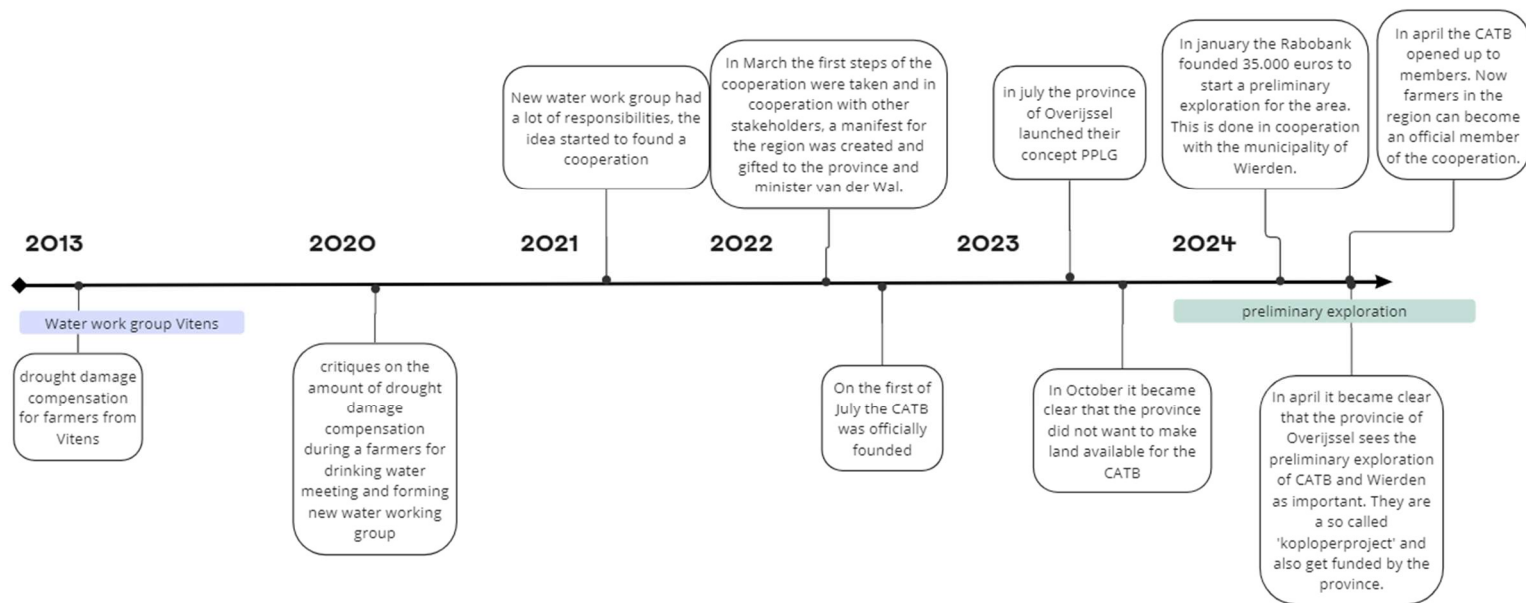 New water work group had
a lot of responsibilities, the
idea started to found a
cooperation
In March the first steps of the
cooperation were taken and in
cooperation with other
stakeholders, a manifest for
the region was created and
gifted to the province and
minister van der Wal.
in july the province
of Overijssel
launched their
concept PPLG
In january the Rabobank
founded 35.000 euros to
start a preliminary
exploration for the area.
This is done in cooperation
with the municipality of
Wierden.
In april the CATB
opened up to
members. Now
farmers in the
region can become
an official member
of the cooperation.
2013
2020
2021
2022
2023
2024
Water work group Vitens
preliminary exploration
drought damage
compensation
for farmers from
Vitens
critiques on the
amount of drought
damage
compensation
during a farmers for
drinking water
meeting and forming
new water working
group
On the first of
July the CATB
was officially
founded
In October it became
clear that the province
did not want to make
land available for the
CATB
In april it became clear
that the provincie of
Overijssel sees the
preliminary exploration
of CATB and Wierden
as important. They are
a so called
'koploperproject' and
also get funded by the
province.